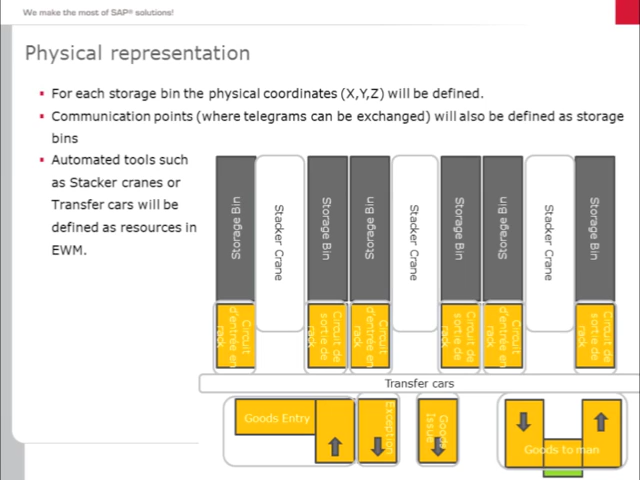 We make the most of SAP® solutions!
Physical representation
For each storage bin the physical coordinates (X,Y,Z) will be defined.
Communication points (where telegrams can be exchanged) will also be defined as storage
bins
Automated tools such
as Stacker cranes or
Transfer cars will be
defined as resources in
EWM.
Storage Bin
Stacker Crane
Storage Bin
Storage Bin
Stacker Crane
Storage Bin
Storage Bin
Stacker Crane
Storage Bin
Circuit
d'entrée en
rack
Circuit de
sortie de
rack
Circuit
d'entrée en
rack
Circuit de
sortie de
rack
Circuit
d'entrée en
rack
Circuit de
sortie de
rack
Transfer cars
Goods Entry
Exception
Goods
Issue
Goods to man